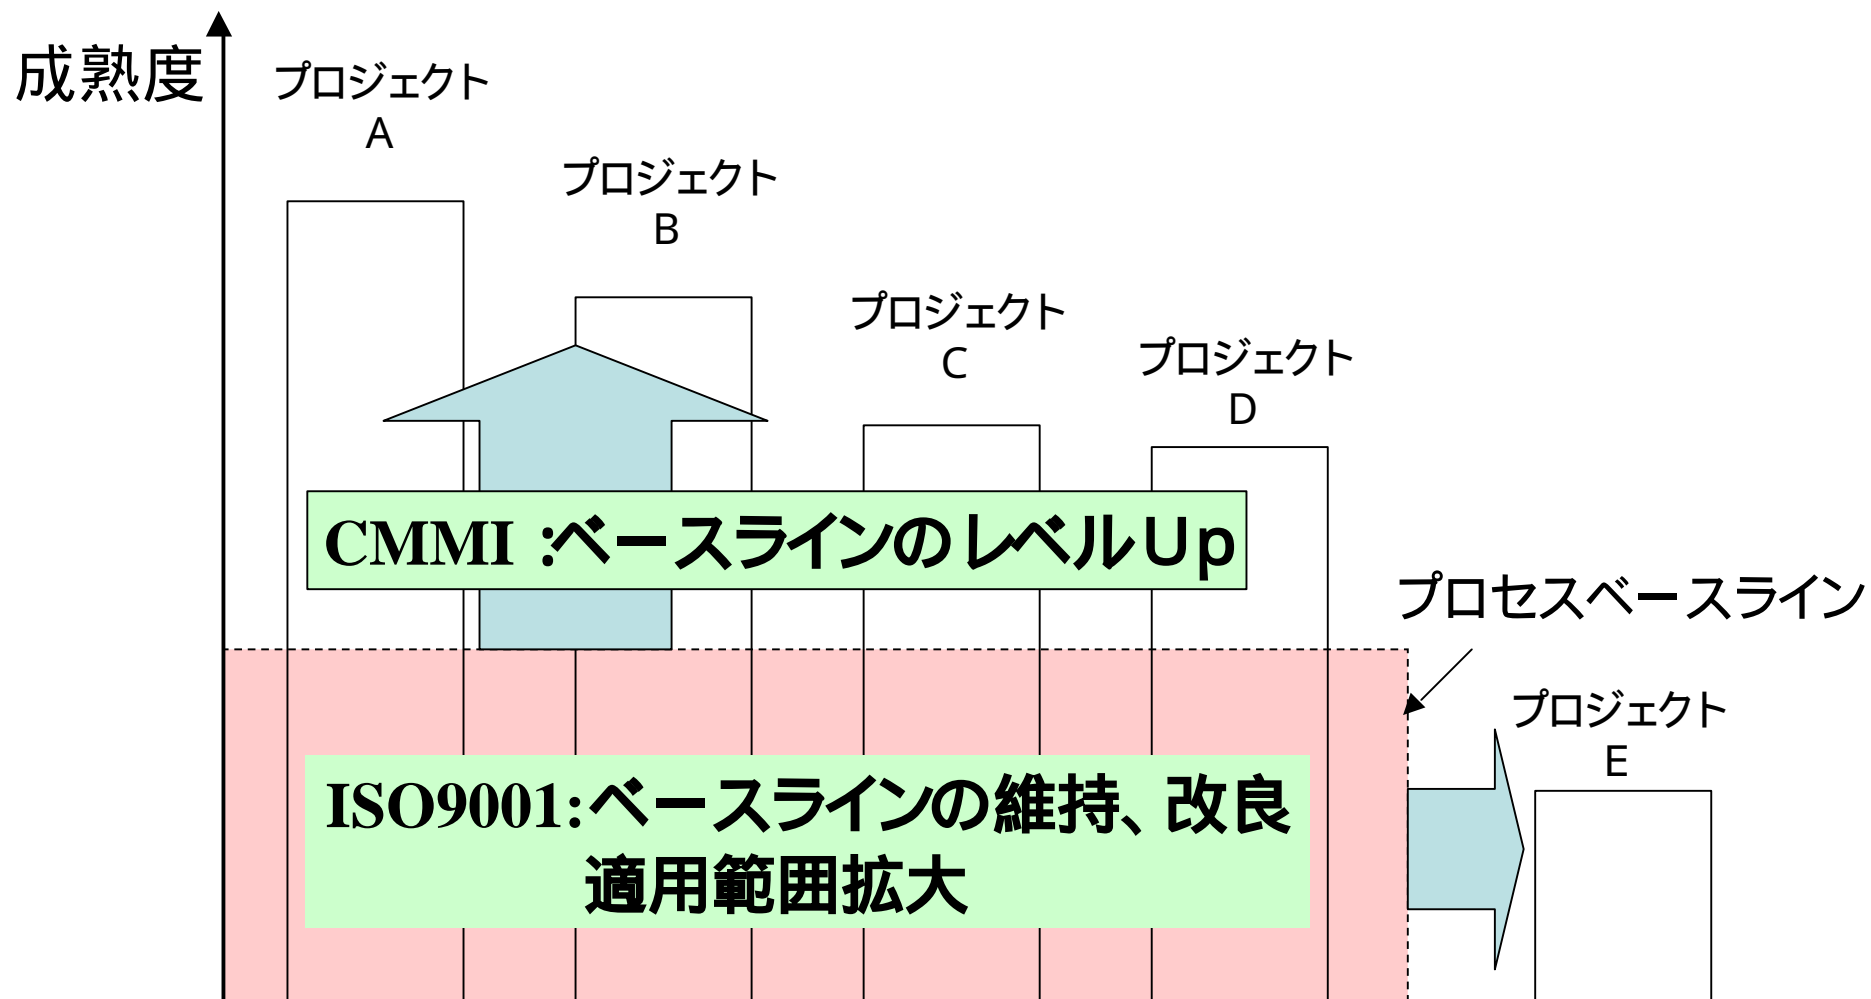 成熟度
プロジェクト
A
プロジェクト
B
プロジェクト
C
プロジェクト
D
CMMI :ベースラインのレベルUp
プロセスベースライン
プロジェクト
E
ISO9001:ベースラインの維持、改良
適用範囲拡大